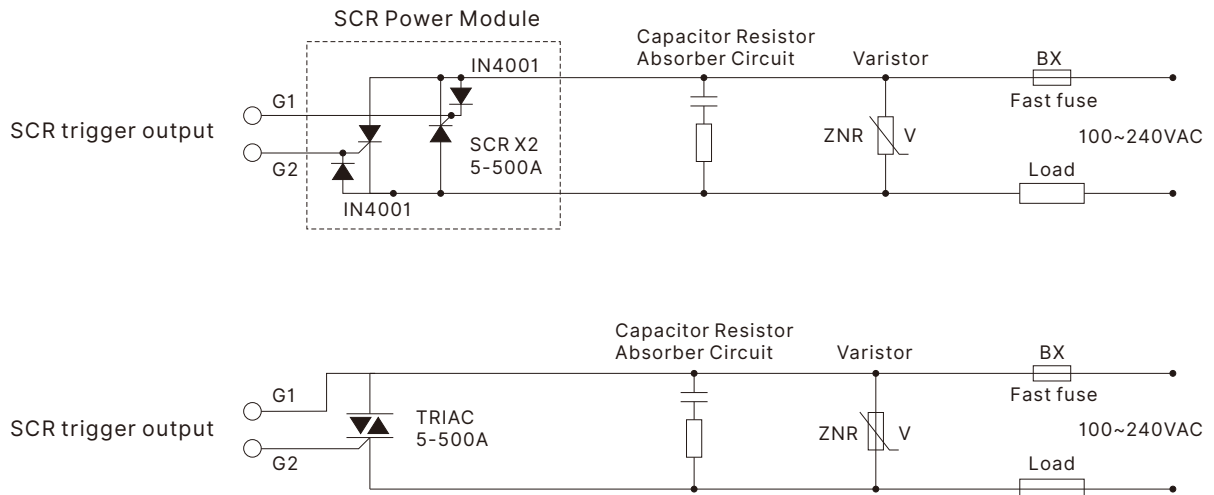 SCR Power Module
Capacitor Resistor
Absorber Circuit
Varistor
BX
IN4001
G1
Fast fuse
SCR trigger output
SCR X2
5-500A
ZNR
V
100~240VAC
G2
Load
IN4001
Capacitor Resistor
Absorber Circuit
Varistor
BX
G1
Fast fuse
SCR trigger output
TRIAC
5-500A
ZNR
V
100~240VAC
G2
Load